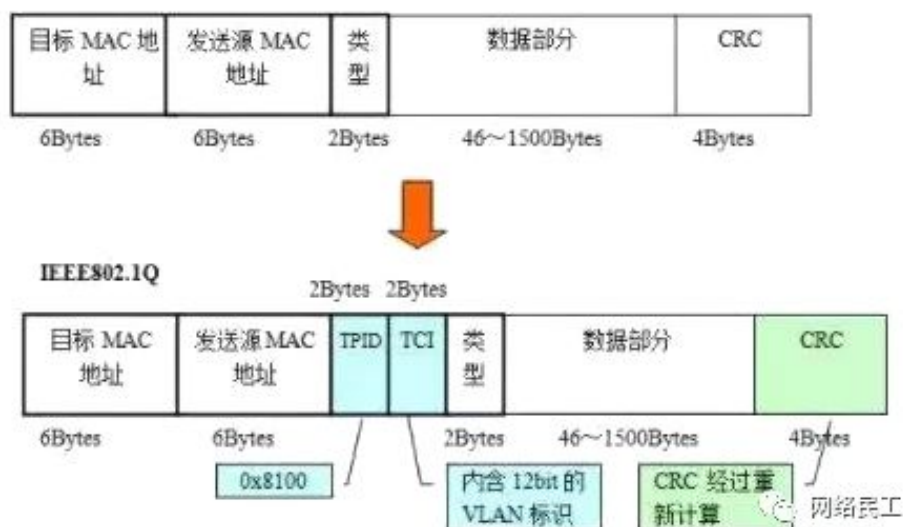 目标 MAC 地
址
发送源 MAC
地址
类
型
数据部分
CRC
6Bytes
6Bytes
2Bytes
46～1500Bytes
4Bytes
IEEE802.1Q
2Bytes 2Bytes
目标 MAC
地址
发送源 MAC
地址
TPID
TCI
类
型
数据部分
CRC
6Bytes
6Bytes
2Bytes
46～1500Bytes
4Bytes
0x8100
内含 12bit 的
VLAN 标识
CRC 经过重
新计算
网络民工